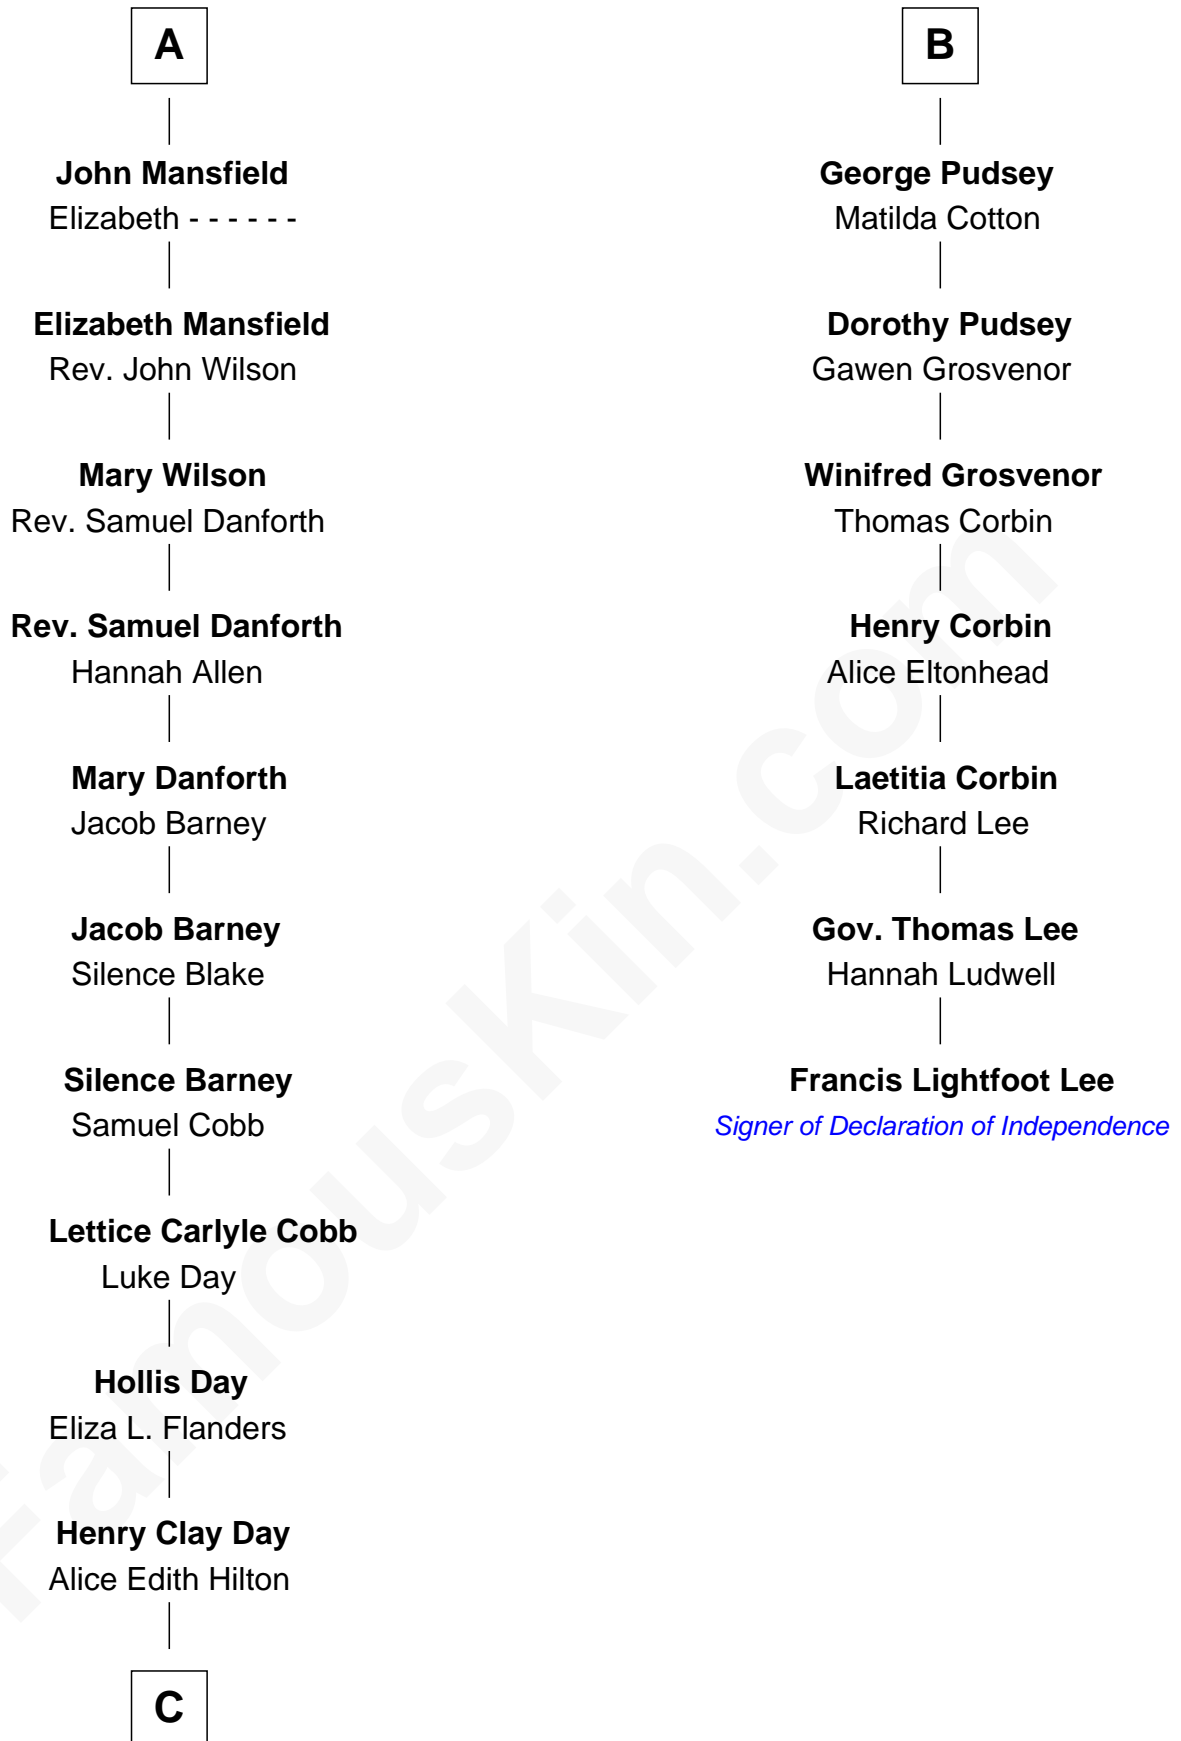 A
John Mansfield
Elizabeth - - - - - -
Elizabeth Mansfield
Rev. John Wilson
Mary Wilson
Rev. Samuel Danforth
Rev. Samuel Danforth
Hannah Allen
Mary Danforth
Jacob Barney
Jacob Barney
Silence Blake
Silence Barney
Samuel Cobb
Lettice Carlyle Cobb
Luke Day
Hollis Day
Eliza L. Flanders
Henry Clay Day
Alice Edith Hilton
C
B
George Pudsey
Matilda Cotton
Dorothy Pudsey
Gawen Grosvenor
Winifred Grosvenor
Thomas Corbin
Henry Corbin
Alice Eltonhead
Laetitia Corbin
Richard Lee
Gov. Thomas Lee
Hannah Ludwell
Francis Lightfoot Lee
Signer of Declaration of Independence
FamousKin.com